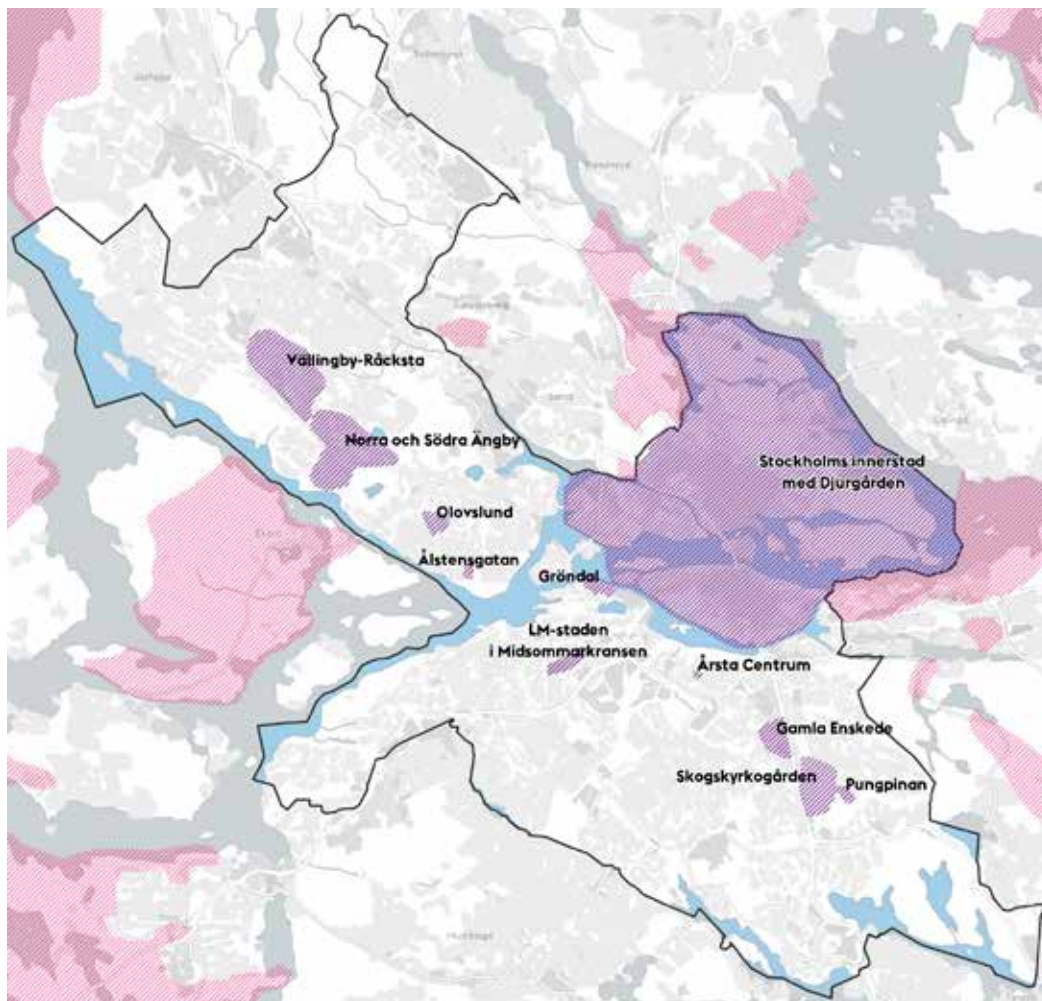 Vällingby-Råcksta
Norra och Södra Ängby
Stockholms innerstad
med Djurgården
Olovslund
Ålstensgatan
Gröndal
LM-staden
i Midsommarkransen
Årsta Centrum
Gamla Enskede
Skogskyrkogården
Pungpinan